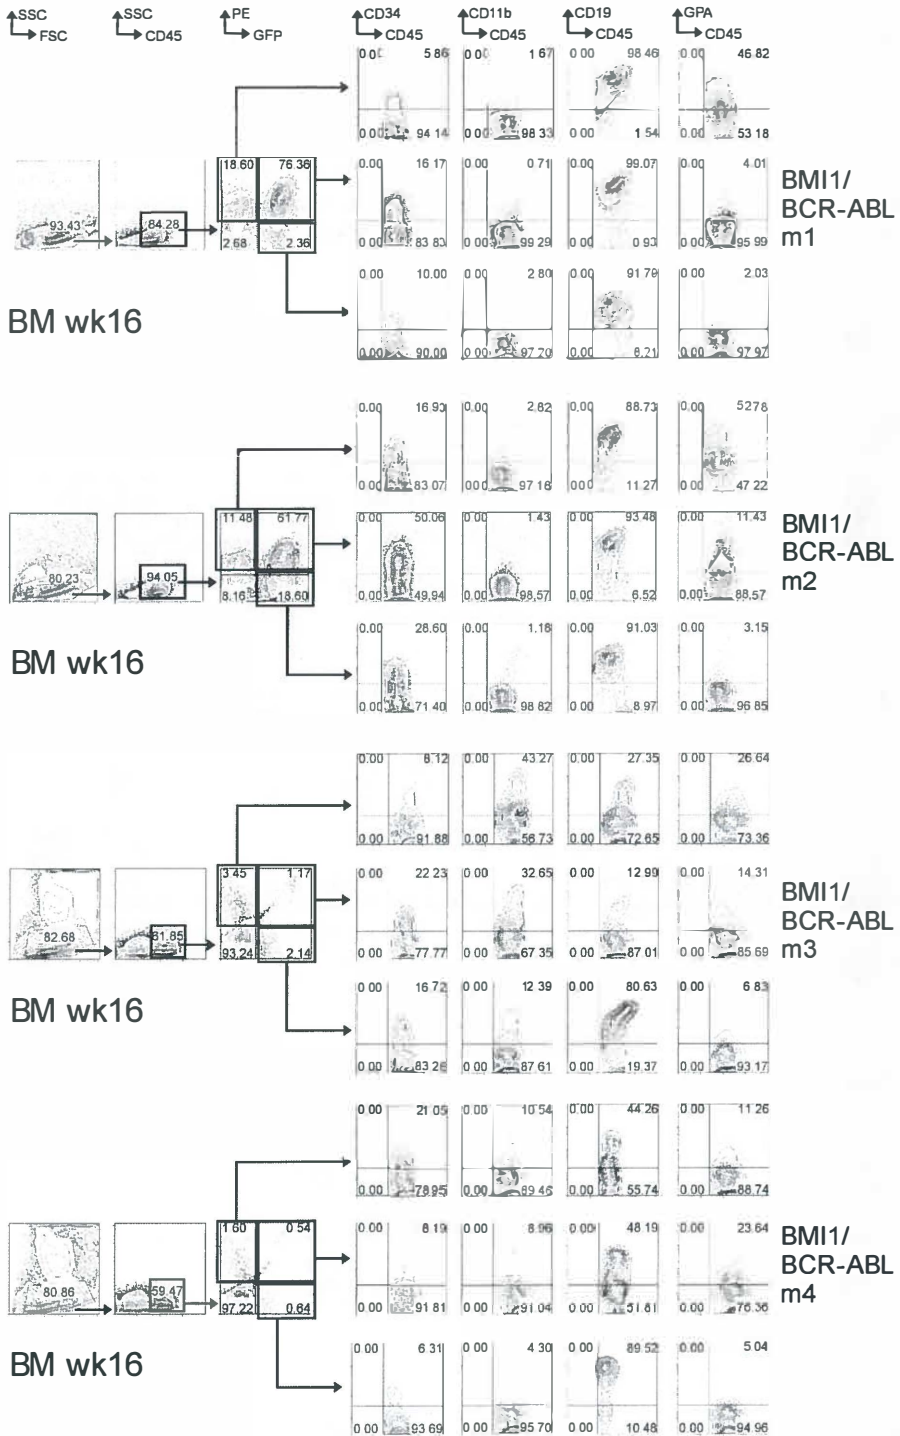 SSC SSC PE CD34 CD11b CD19 GPA
FSC CD45 GFP CD45 CD45 CD45 CD45
5 86 1 67 98 46 0 00 46.82
0 00 94 14 0 00 98 33 0 00 1 54 0 00 53 18
18.60 76.36 0.00 16 17 0.00 0 71 0.00 99.07 0.00 4.01
93.43 84.28
2.68 2.36 0 00 83 83 0 00 99 29 0 00 0 93 0 00 95 99
BMI1/
BCR-ABL
m1
0 00 10.00 0 00 2 80 0 00 91.79 0 00 2.03
0.00 90.00 0 00 97.20 0 00 8.21 0 00 97 97
BM wk16
0.00 16.93 0.00 2.82 0.00 88.73 0.00 5278
0 00 83 07 0 00 97 18 0 00 11.27 0 00 47 22
11.48 61.77 0.00 50.06 0.00 1.43 0.00 93.48 0.00 11.43
80.23 94.05
8.16 18.60 0.00 49,94 0.00 98,57 0.00 6.52 0.00 88,57
BMI1/
BCR-ABL
m2
0.00 28.60 0.00 1.18 0.00 91.03 0.00 3.15
0 00 71 40 0 00 98 82 0 00 8 97 0 00 96 85
BM wk16
0 00 8.12 0 00 43 27 0 00 27.35 0 00 26 64
0.00 91.88 0.00 56.73 0.00 72.65 0.00 73.36
3 45 1.17 0.00 22 23 0.00 32.65 0.00 12 99 0.00 14.31
82.68 81.85
93.24 2.14 0.00 77.77 0.00 67.35 0.00 87 01 0.00 85 69
BMI1/
BCR-ABL
m3
0 00 16 72 0 00 12 39 0 00 80.63 0 00 6 83
0 00 83 26 0 00 87 61 0 00 19.37 0 00 93.17
BM wk16
0 00 21 05 0 00 10 54 0 00 44 26 0 00 11 26
0.00 78.95 0.00 89 46 0.00 55.74 0.00 88.74
1 60 0 54 0 00 8 19 0 00 8.96 0 00 48 19 0 00 23.64
80 86 59.47
97.22 0.64 0.00 91 81 0.00 91 04 0.00 51.81 0.00 76.36
BMI1/
BCR-ABL
m4
0 00 6 31 0 00 4 30 0 00 89.52 0 00 5 04
0 00 93 69 0 00 95 70 0 00 10 48 0 00 94 96
BM wk16